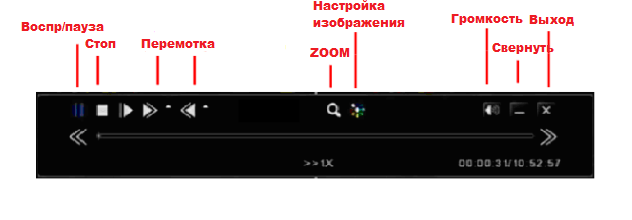 Настройка
изображения
Громкость
Выход
Воспр/пауза
Стоп
Перемотка
ZOOM
Свернуть
>>1X
00:00:31/10:52:57